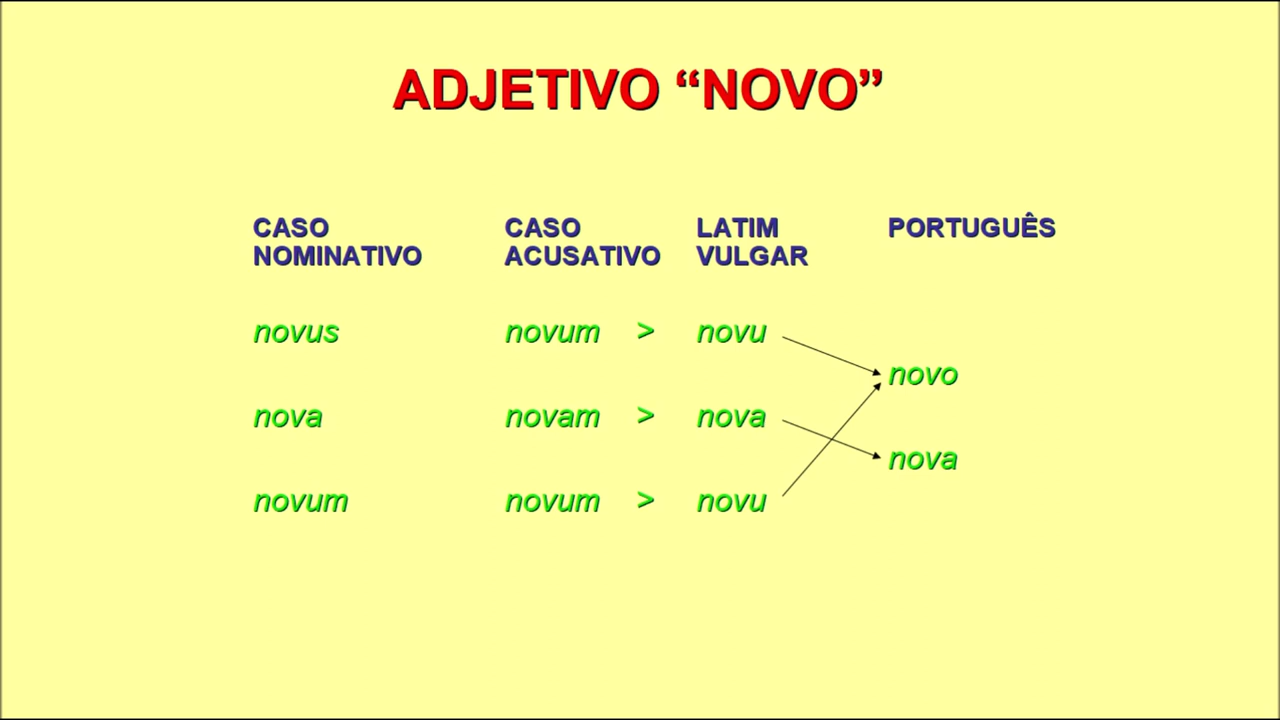 ADJETIVO “NOVO”
CASO NOMINATIVO CASO ACUSATIVO LATIM VULGAR PORTUGUÊS
novus novum > novu
novo
nova novam > nova
nova
novum novum > novu